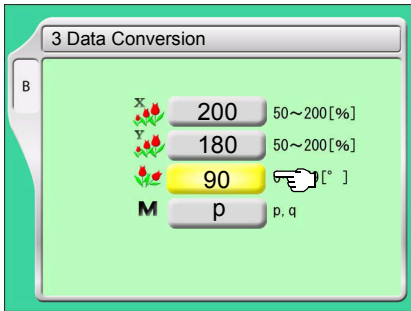 3 Data Conversion
B
X 200 50～200[%]
Y 180 50～200[%]
90 [° ]
M p p, q